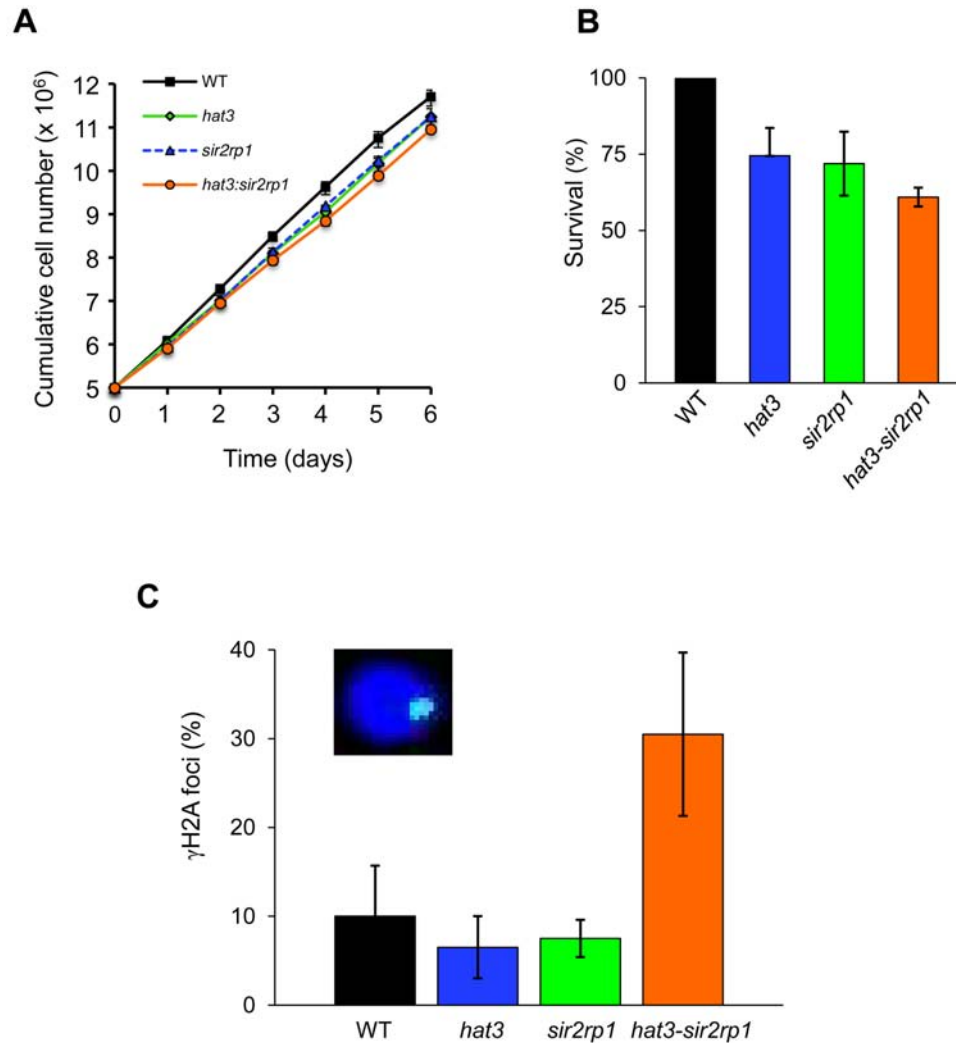 A
WT
hat3
sir2rp1
hat3:sir2rp1
Cumulative cell number (x 10⁶)
12
11
10
9
8
7
6
5
0 1 2 3 4 5 6
Time (days)
B
Survival (%)
100
75
50
25
0
WT
hat3
sir2rp1
hat3-sir2rp1
C
γH2A foci (%)
40
30
20
10
0
WT hat3 sir2rp1 hat3-sir2rp1